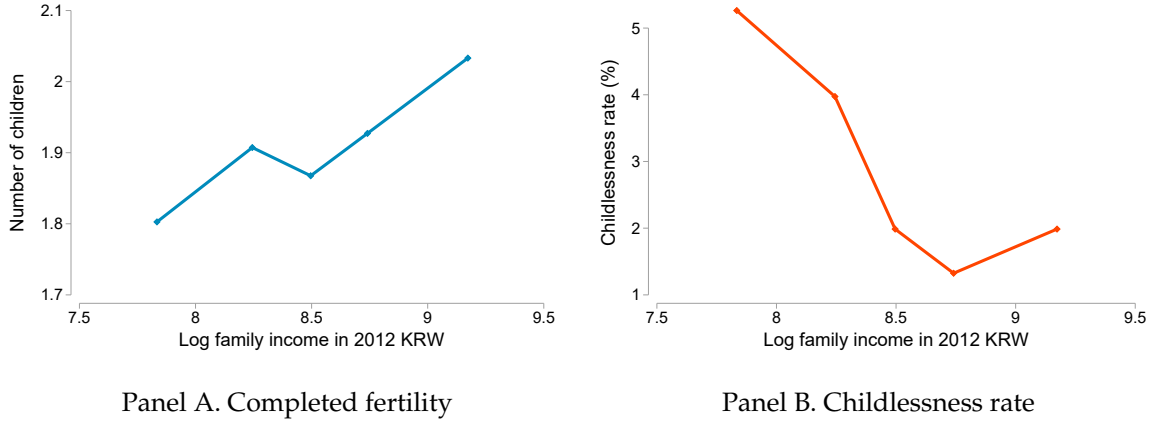 Number of children
2.1
2
1.9
1.8
1.7
7.5 8 8.5 9 9.5
Log family income in 2012 KRW
Panel A. Completed fertility
Childlessness rate (%)
5
4
3
2
1
7.5 8 8.5 9 9.5
Log family income in 2012 KRW
Panel B. Childlessness rate